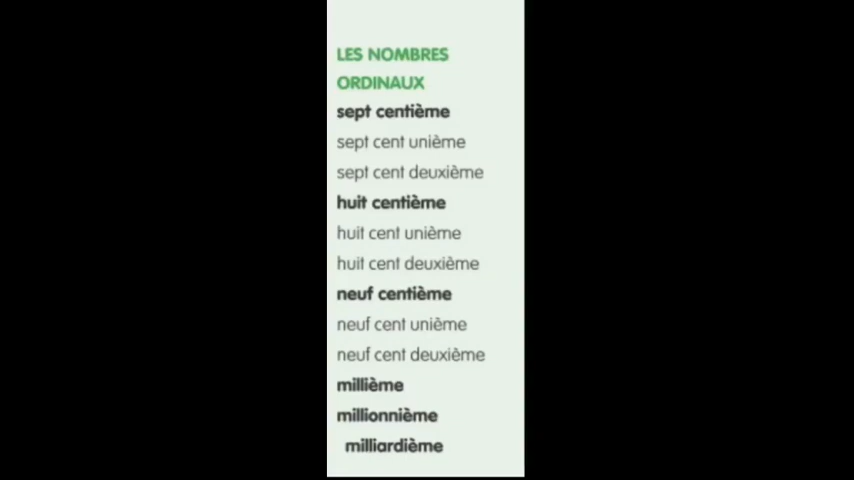 LES NOMBRES
ORDINAUX
sept centième
sept cent unième
sept cent deuxième
huit centième
huit cent unième
huit cent deuxième
neuf centième
neuf cent unième
neuf cent deuxième
millième
millionnième
milliardième